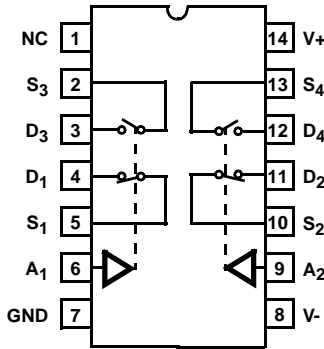 NC 1 14 V+
S3 2 13 S4
D3 3 12 D4
D1 4 11 D2
S1 5 10 S2
A1 6 9 A2
GND 7 8 V-